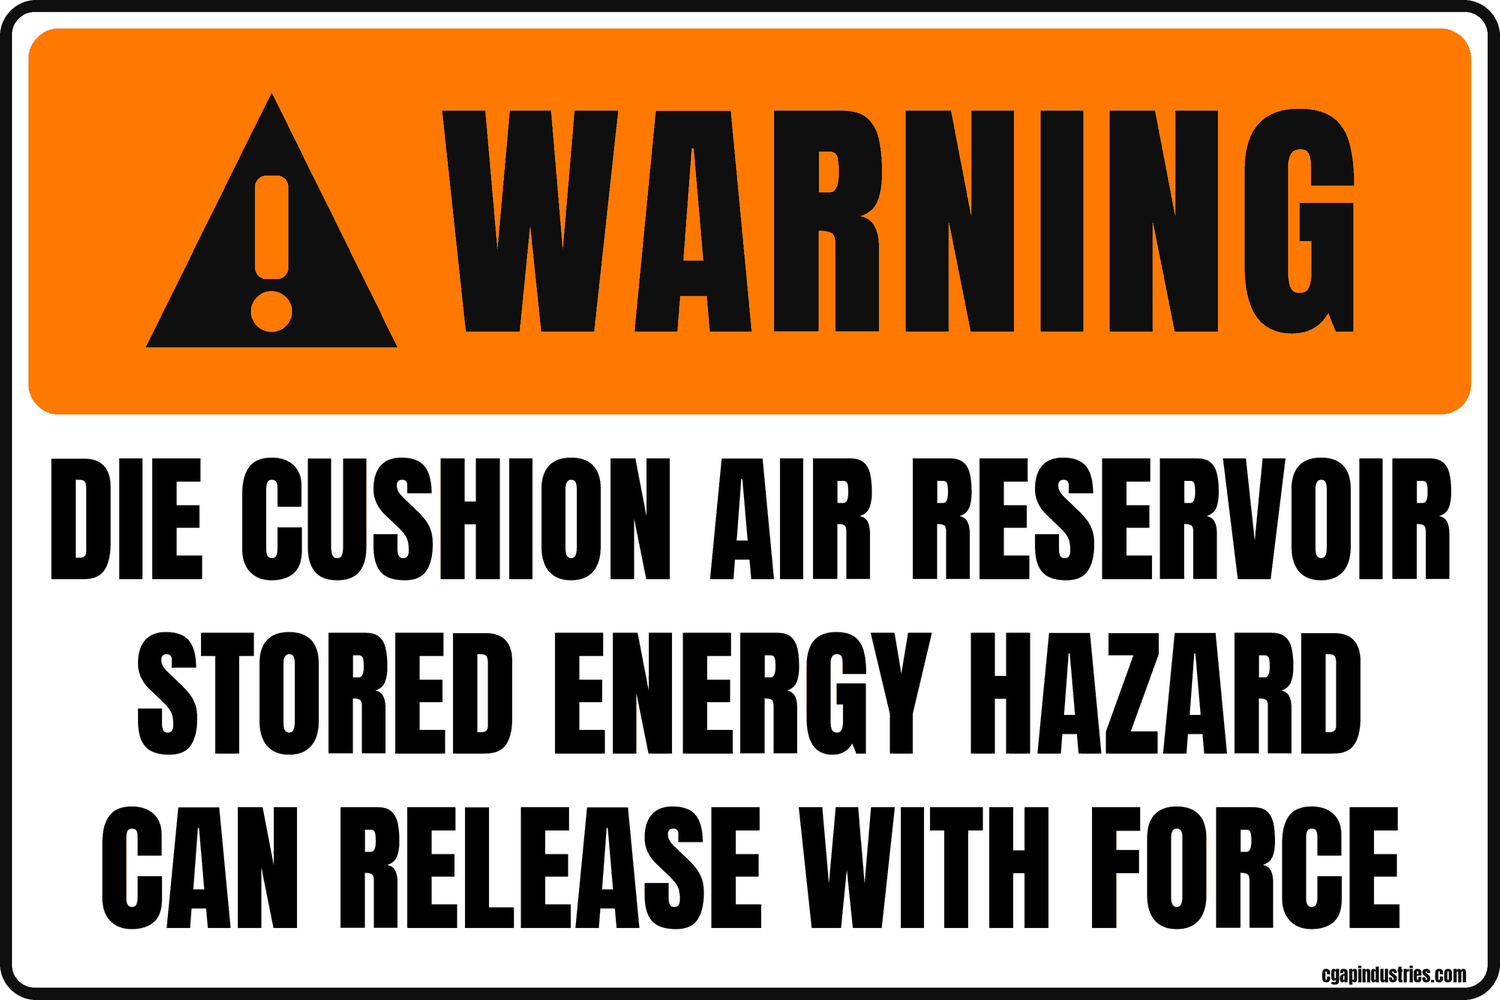 WARNING
DIE CUSHION AIR RESERVOIR
STORED ENERGY HAZARD
CAN RELEASE WITH FORCE
cgapindustries.com